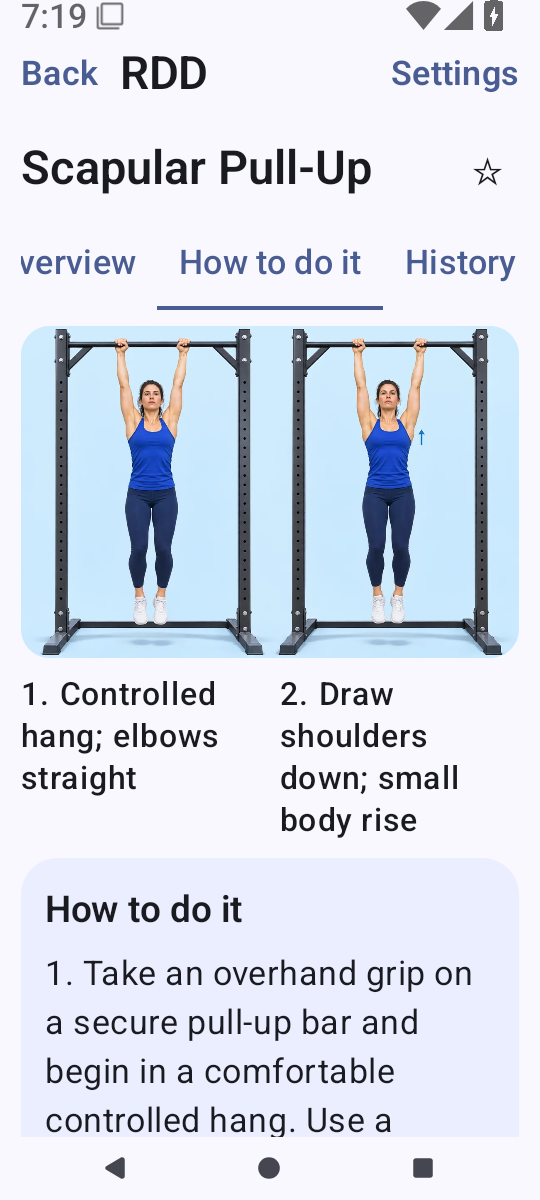 7:19
Back RDD Settings
Scapular Pull-Up
verview How to do it History
1. Controlled
hang; elbows
straight
2. Draw
shoulders
down; small
body rise
How to do it
1. Take an overhand grip on
a secure pull-up bar and
begin in a comfortable
controlled hang. Use a